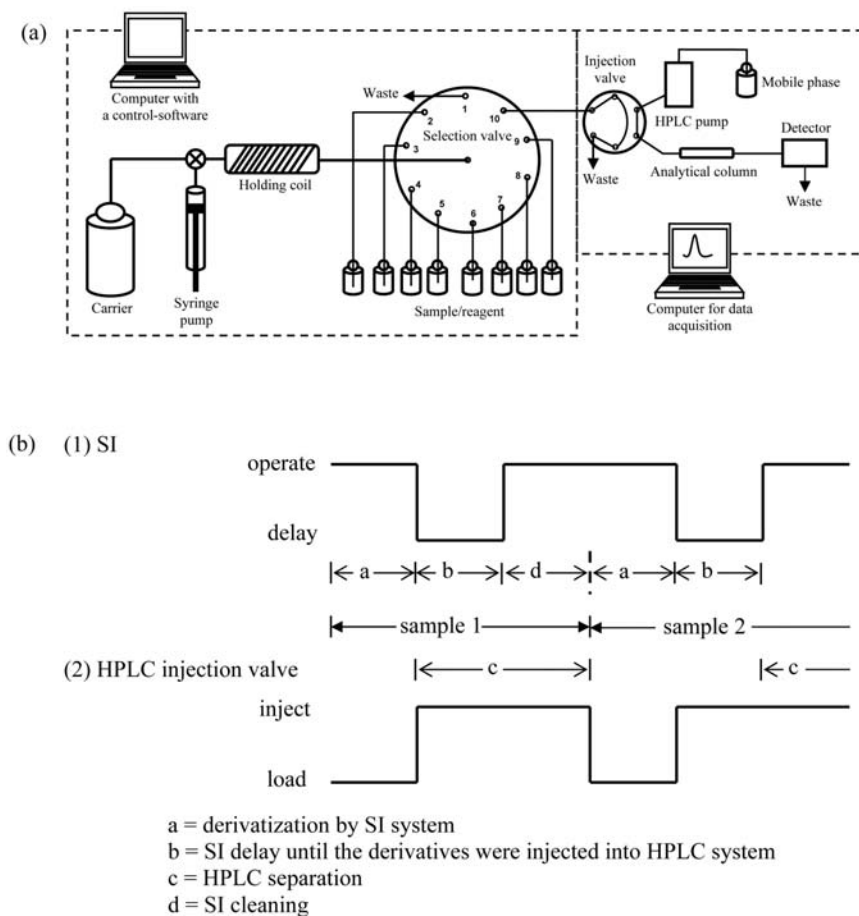 (a)
Computer with
a control-software
Waste
1
2
3
4
5
6
7
8
9
10
Selection valve
Holding coil
Carrier
Syringe
pump
Sample/reagent
Injection
valve
HPLC pump
Mobile phase
Detector
Waste
Analytical column
Waste
Computer for data
acquisition
(b) (1) SI
operate
delay
a b d a b
sample 1 sample 2
(2) HPLC injection valve
c c
inject
load
a = derivatization by SI system
b = SI delay until the derivatives were injected into HPLC system
c = HPLC separation
d = SI cleaning